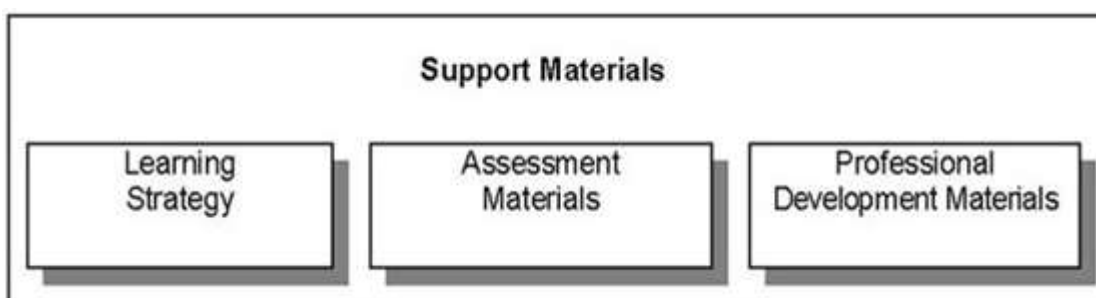 Support Materials
Learning
Strategy
Assessment
Materials
Professional
Development Materials